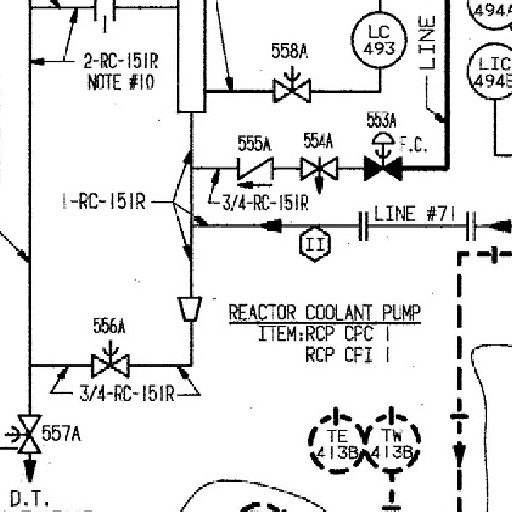 494A
LC
493
LINE
558A
2-RC-151R
NOTE #10
LIC
494B
553A
F.C.
555A
554A
3/4-RC-151R
1-RC-151R
LINE #71
II
556A
REACTOR COOLANT PUMP
ITEM:RCP CPC 1
RCP CFI 1
3/4-RC-151R
557A
TE
413B
TW
413B
D.T.